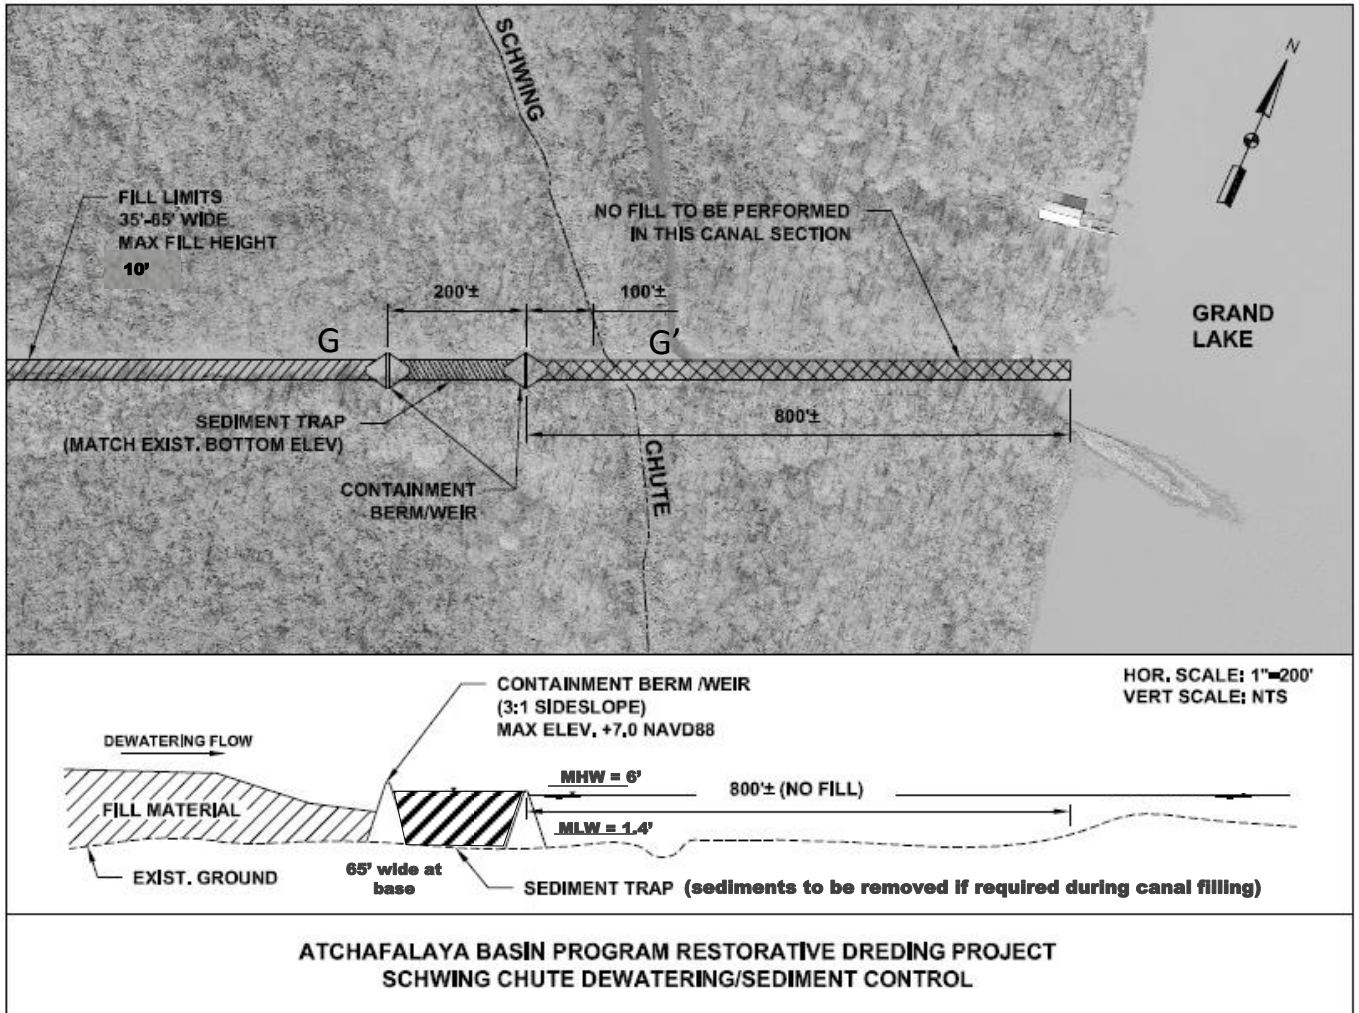 SCHWING
N
FILL LIMITS
35'-65' WIDE
MAX FILL HEIGHT
10'
NO FILL TO BE PERFORMED
IN THIS CANAL SECTION
200'±
100'±
GRAND
LAKE
G
G'
SEDIMENT TRAP
(MATCH EXIST. BOTTOM ELEV)
800'±
CHUTE
CONTAINMENT
BERM/WEIR
HOR. SCALE: 1"=200'
VERT SCALE: NTS
CONTAINMENT BERM /WEIR
(3:1 SIDESLOPE)
MAX ELEV. +7.0 NAVD88
DEWATERING FLOW
MHW = 6'
800'± (NO FILL)
FILL MATERIAL
MLW = 1.4'
EXIST. GROUND
65' wide at
base
SEDIMENT TRAP (sediments to be removed if required during canal filling)
ATCHAFALAYA BASIN PROGRAM RESTORATIVE DREDING PROJECT
SCHWING CHUTE DEWATERING/SEDIMENT CONTROL